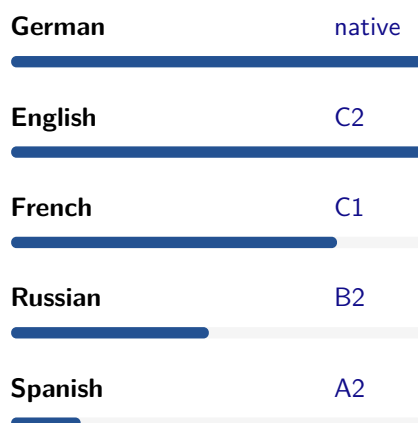 German native
English C2
French C1
Russian B2
Spanish A2